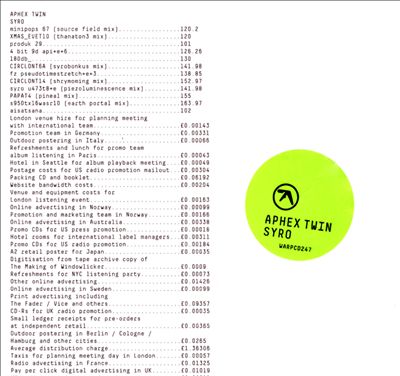 APHEX TWIN
SYRO
minipops 67 [source field mix]..........120.2
XMAS_EVET10 [thanaton3 mix].............120
produk 29...............................101
4 bit 9d api+e+6........................126.26
180db_..................................130
CIRCLONT6A [syrobonkus mix].............141.98
fz pseudotimestretch+e+3................138.85
CIRCLONT14 [shrymoming mix].............152.97
syro u473t8+e [piezoluminescence mix]...141.98
PAPAT4 [pineal mix].....................155
s950tx16wasr10 [earth portal mix].......163.97
aisatsana...............................102
London venue hire for planning meeting
with international team.................£0.00143
Promotion team in Germany...............£0.00331
Outdoor postering in Italy..............£0.00066
Refreshments and lunch for promo team
album listening in Paris................£0.00043
Hotel in Seattle for album playback meeting....£0.00049
Postage costs for US radio promotion mailout...£0.00304
Packing CD and booklet..................£0.06192
Website bandwidth costs.................£0.00204
Venue and equipment costs for
London listening event..................£0.00163
Online advertising in Norway............£0.00099
Promotion and marketing team in Norway..£0.00166
Online advertising in Australia.........£0.00338
Promo CDs for US press promotion........£0.00016
Hotel rooms for international label managers...£0.00311
Promo CDs for US radio promotion........£0.00184
A2 retail poster for Japan..............£0.00035
Digitisation from tape archive copy of
The Making of Windowlicker..............£0.0009
Refreshments for NYC listening party....£0.00073
Other online advertising................£0.01426
Online advertising in Sweden............£0.00099
Print advertising including
The Fader / Vice and others.............£0.09357
CD-Rs for UK radio promotion............£0.00035
Small ledger receipts for pre-orders
at independent retail...................£0.00365
Outdoor postering in Berlin / Cologne /
Hamburg and other cities................£0.0265
Average distribution charge.............£1.36306
Taxis for planning meeting day in London.......£0.00057
Radio advertising in France.............£0.01325
Pay per click digital advertising in UK.£0.01019
APHEX TWIN
SYRO
WARPCD247